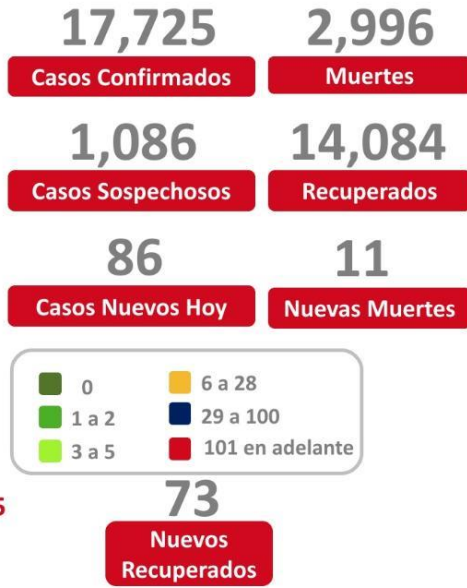 17,725 2,996
Casos Confirmados Muertes
1,086 14,084
Casos Sospechosos Recuperados
86 11
Casos Nuevos Hoy Nuevas Muertes
0 6 a 28
1 a 2 29 a 100
3 a 5 101 en adelante
73
Nuevos
Recuperados